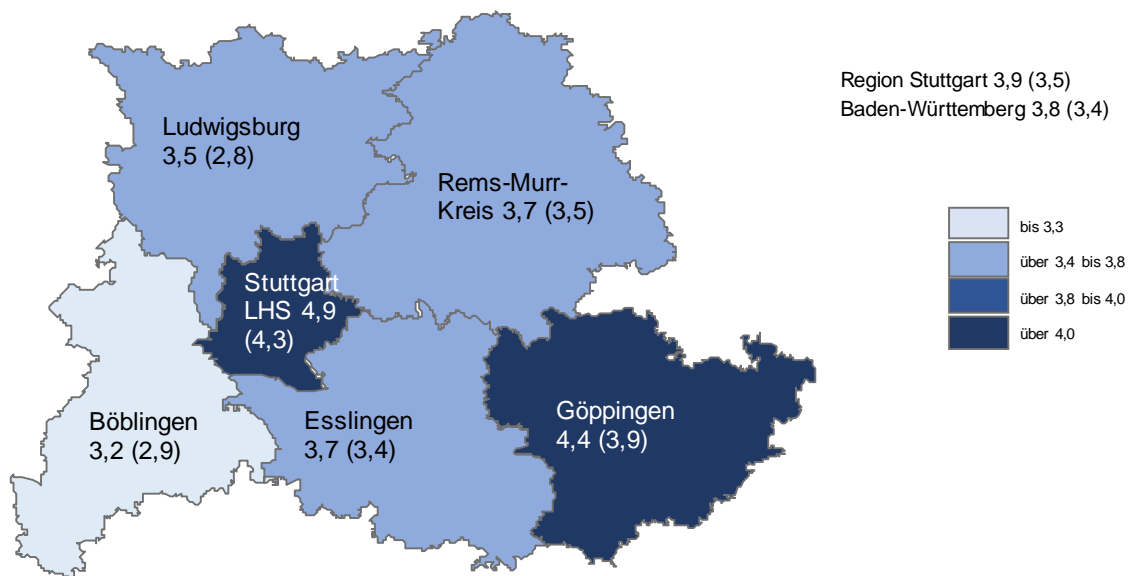 Region Stuttgart 3,9 (3,5)
Baden-Württemberg 3,8 (3,4)
Ludwigsburg
3,5 (2,8)
Rems-Murr-
Kreis 3,7 (3,5)
Stuttgart
LHS 4,9
(4,3)
Böblingen
3,2 (2,9)
Esslingen
3,7 (3,4)
Göppingen
4,4 (3,9)
bis 3,3
über 3,4 bis 3,8
über 3,8 bis 4,0
über 4,0